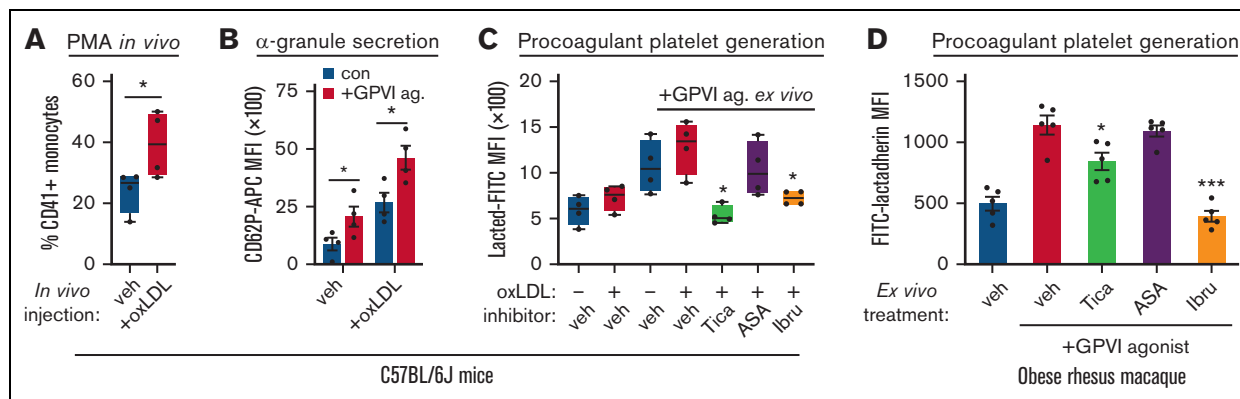 A PMA in vivo
% CD41+ monocytes
60
40
20
0
*
In vivo
injection:
veh
+oxLDL
B α-granule secretion
CD62P-APC MFI (×100)
75
50
25
0
con
+GPVI ag.
*
*
veh
+oxLDL
C Procoagulant platelet generation
Lacted-FITC MFI (×100)
20
15
10
5
0
+GPVI ag. ex vivo
*
*
oxLDL: – + – + + + +
inhibitor: veh veh veh veh Tica ASA Ibru
C57BL/6J mice
D Procoagulant platelet generation
FITC-lactadherin MFI
1500
1000
500
0
*
***
Ex vivo
treatment:
veh veh Tica ASA Ibru
+GPVI agonist
Obese rhesus macaque